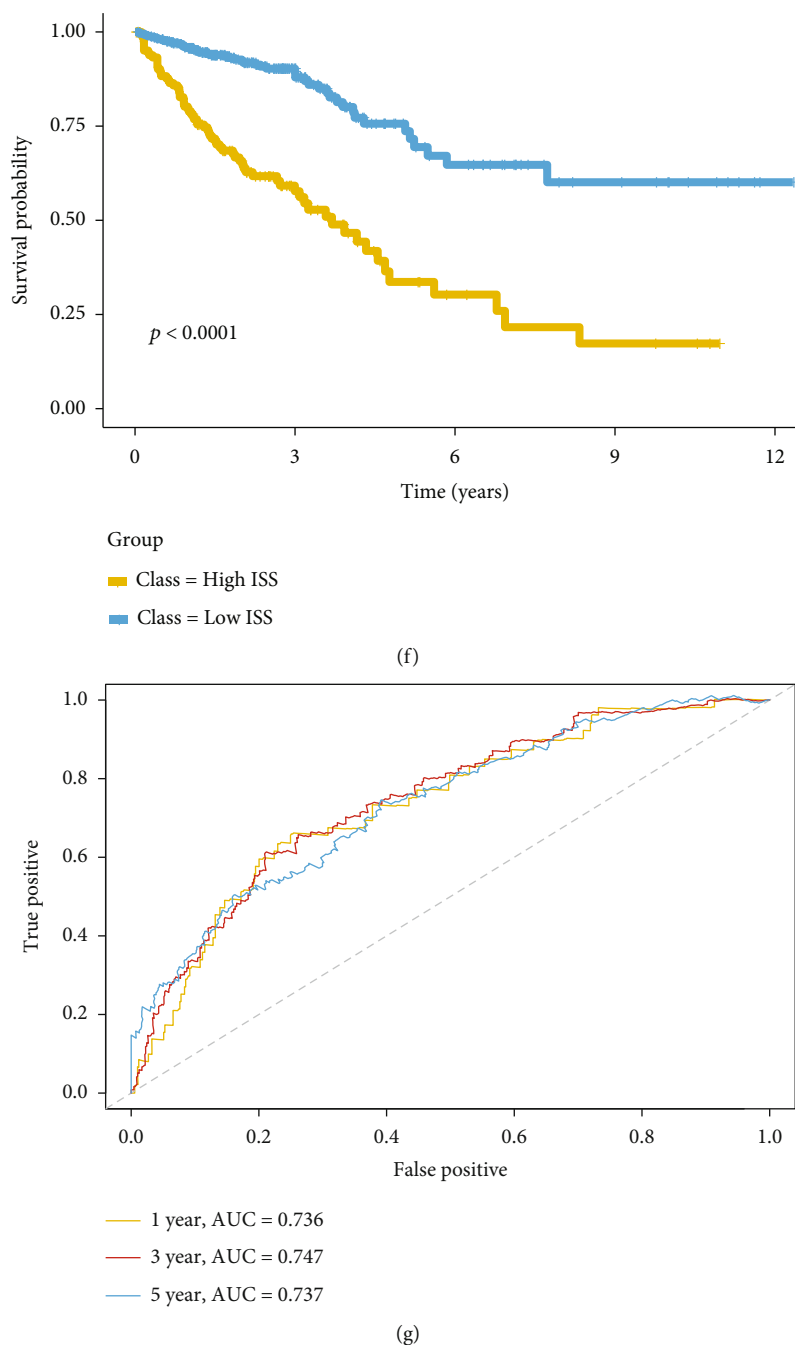 1.00
0.75
0.50
0.25
0.00
Survival probability
p < 0.0001
0 3 6 9 12
Time (years)
Group
Class = High ISS
Class = Low ISS
(f)
1.0
0.8
0.6
0.4
0.2
0.0
True positive
0.0 0.2 0.4 0.6 0.8 1.0
False positive
1 year, AUC = 0.736
3 year, AUC = 0.747
5 year, AUC = 0.737
(g)